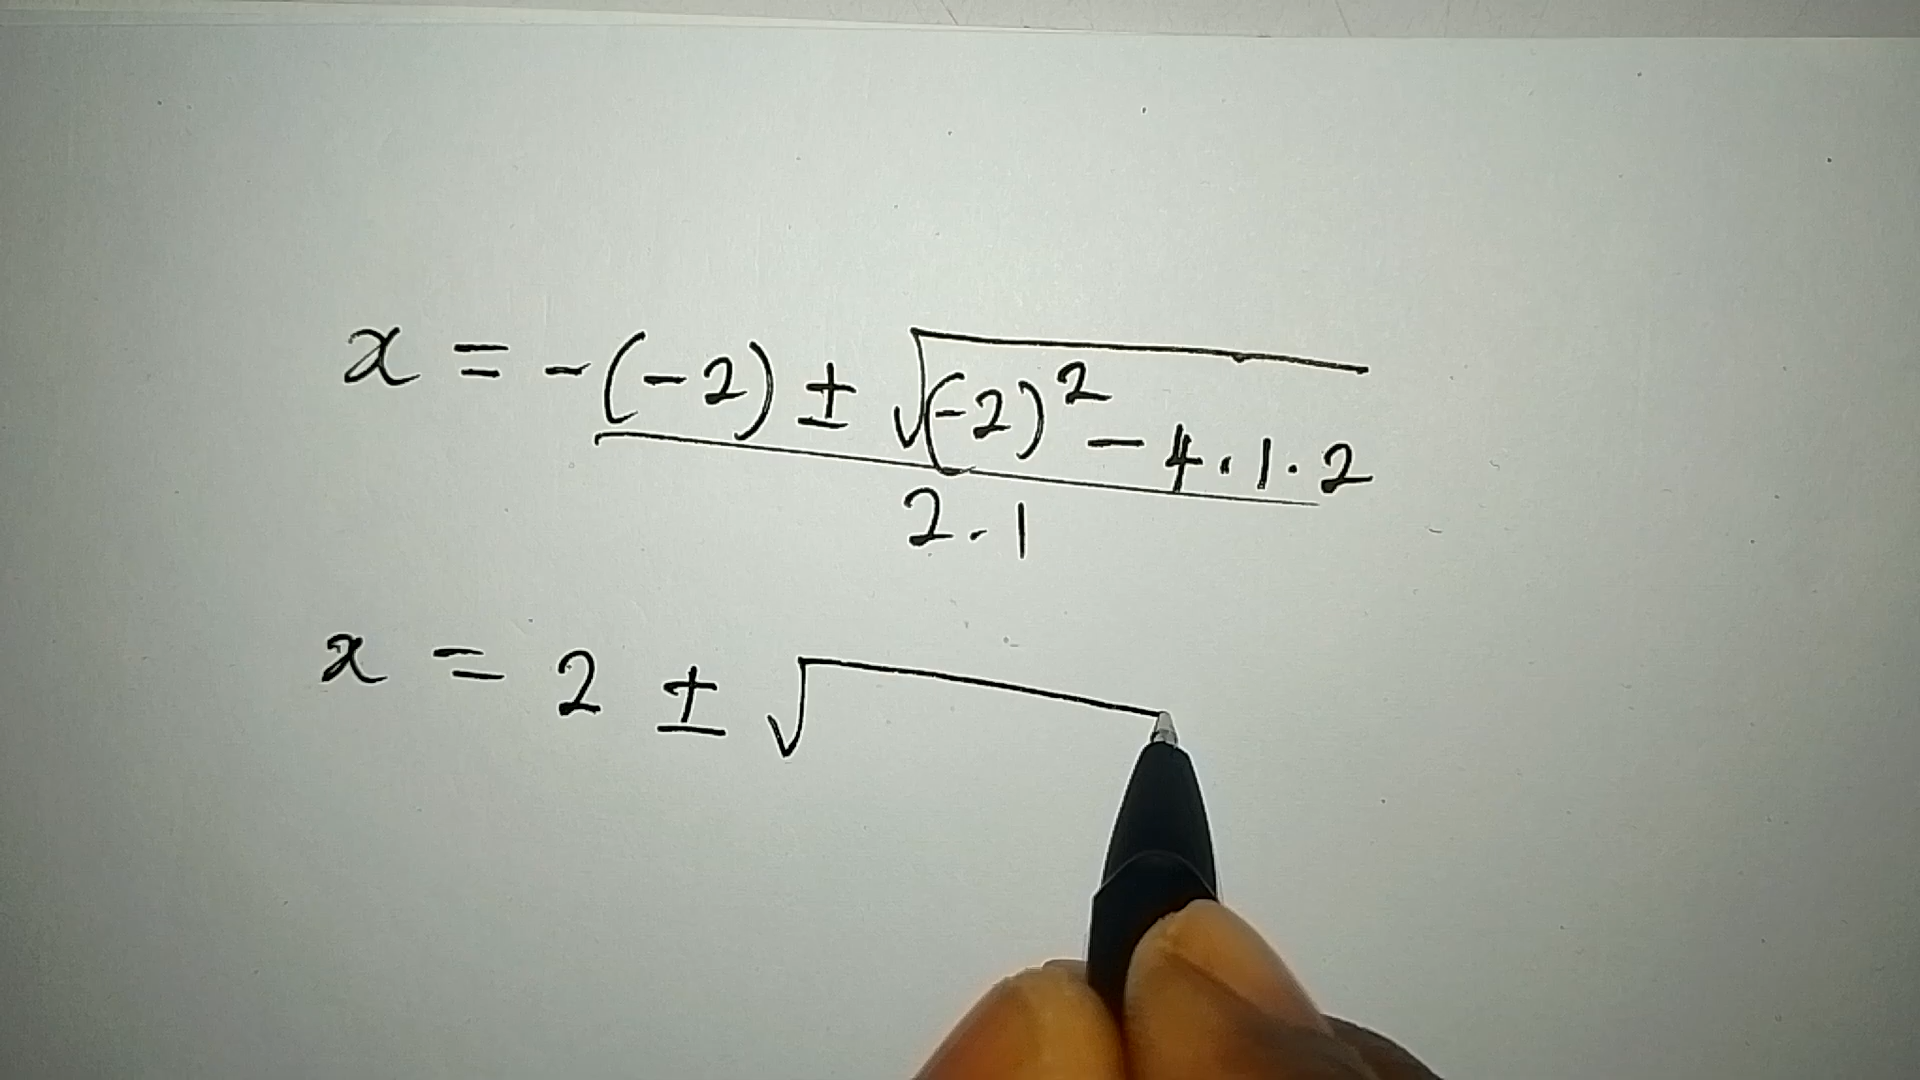 x = -(-2) ± √(-2)² - 4.1.2
2.1
x = 2 ± √